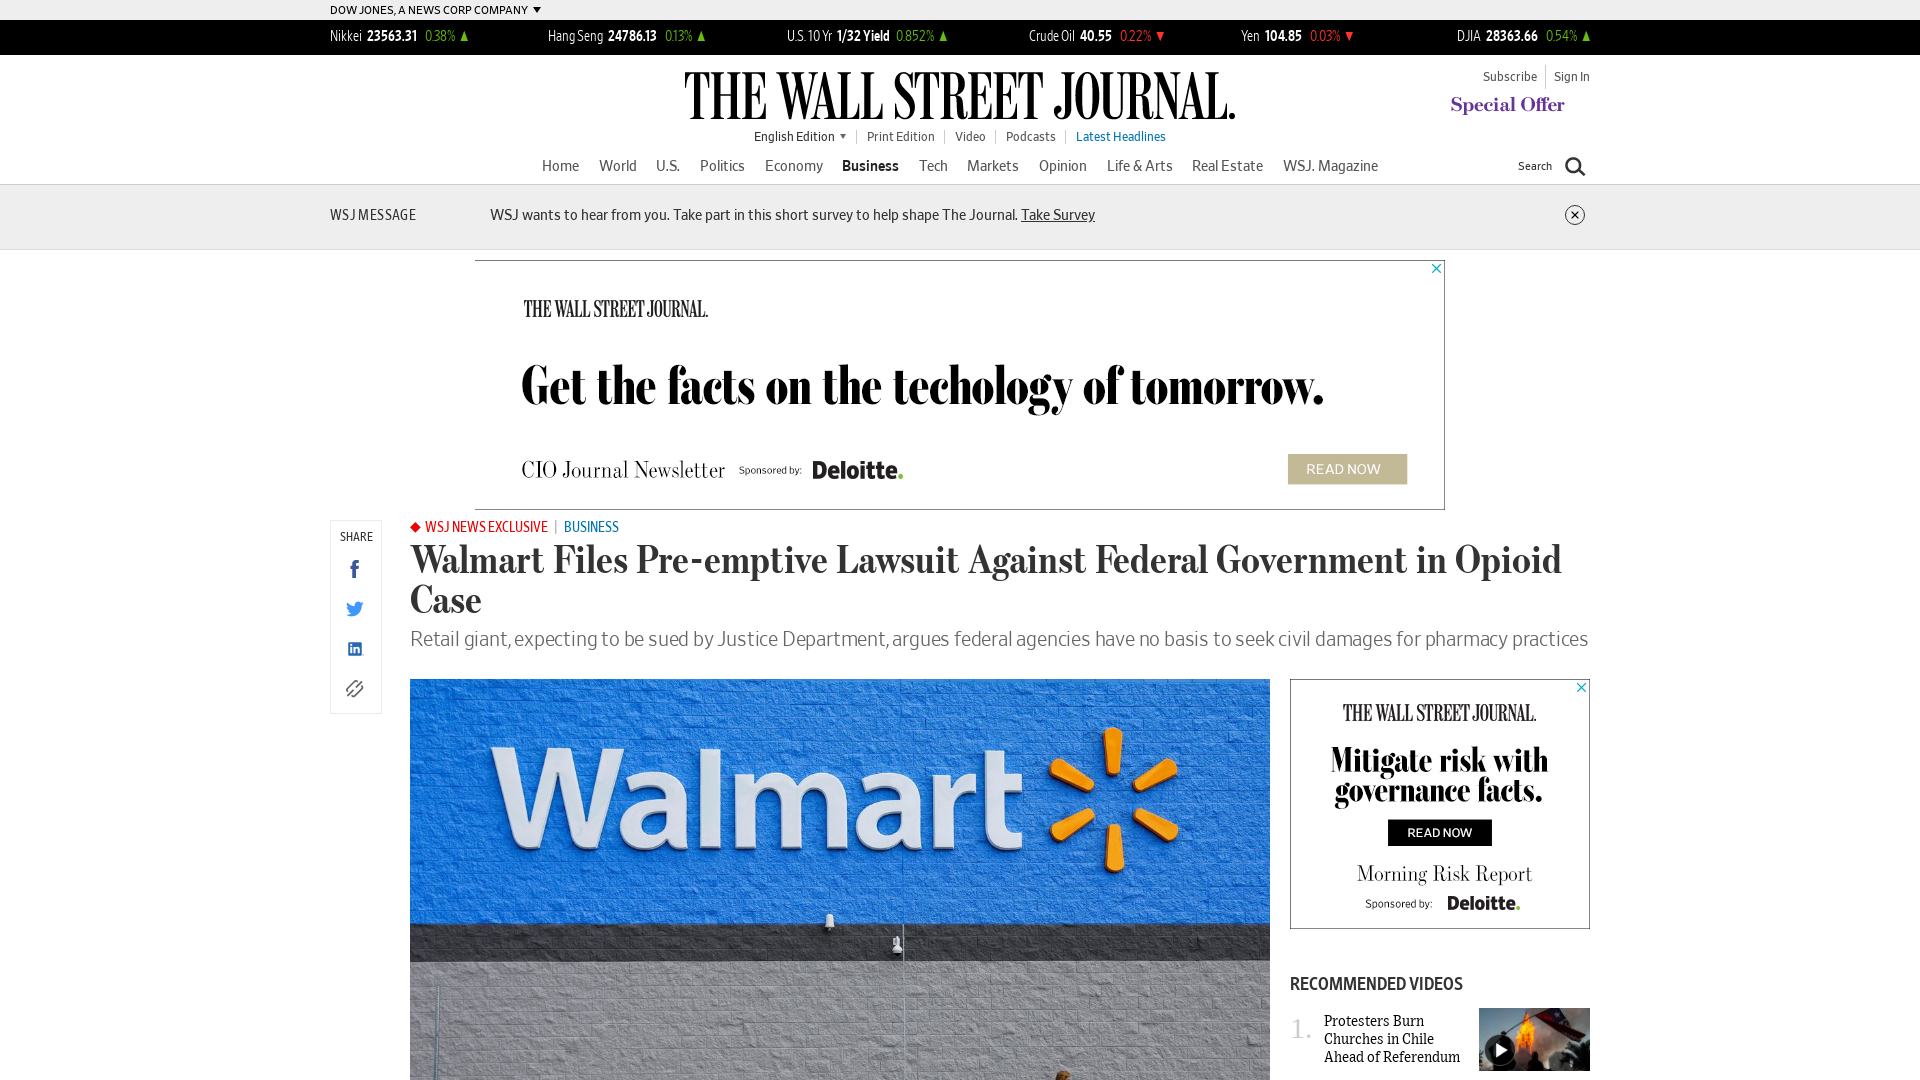 DOW JONES, A NEWS CORP COMPANY
Nikkei 23563.31 0.38% Hang Seng 24786.13 0.13% U.S. 10 Yr 1/32 Yield 0.852% Crude Oil 40.55 0.22% Yen 104.85 0.03% DJIA 28363.66 0.54%
THE WALL STREET JOURNAL.
Subscribe Sign In
Special Offer
English Edition Print Edition Video Podcasts Latest Headlines
Home World U.S. Politics Economy Business Tech Markets Opinion Life & Arts Real Estate WSJ. Magazine
Search
WSJ MESSAGE
WSJ wants to hear from you. Take part in this short survey to help shape The Journal. Take Survey
THE WALL STREET JOURNAL.
Get the facts on the techology of tomorrow.
CIO Journal Newsletter Sponsored by: Deloitte.
READ NOW
SHARE
WSJ NEWS EXCLUSIVE | BUSINESS
Walmart Files Pre-emptive Lawsuit Against Federal Government in Opioid
Case
Retail giant, expecting to be sued by Justice Department, argues federal agencies have no basis to seek civil damages for pharmacy practices
Walmart
THE WALL STREET JOURNAL.
Mitigate risk with
governance facts.
READ NOW
Morning Risk Report
Sponsored by: Deloitte.
RECOMMENDED VIDEOS
1. Protesters Burn
Churches in Chile
Ahead of Referendum